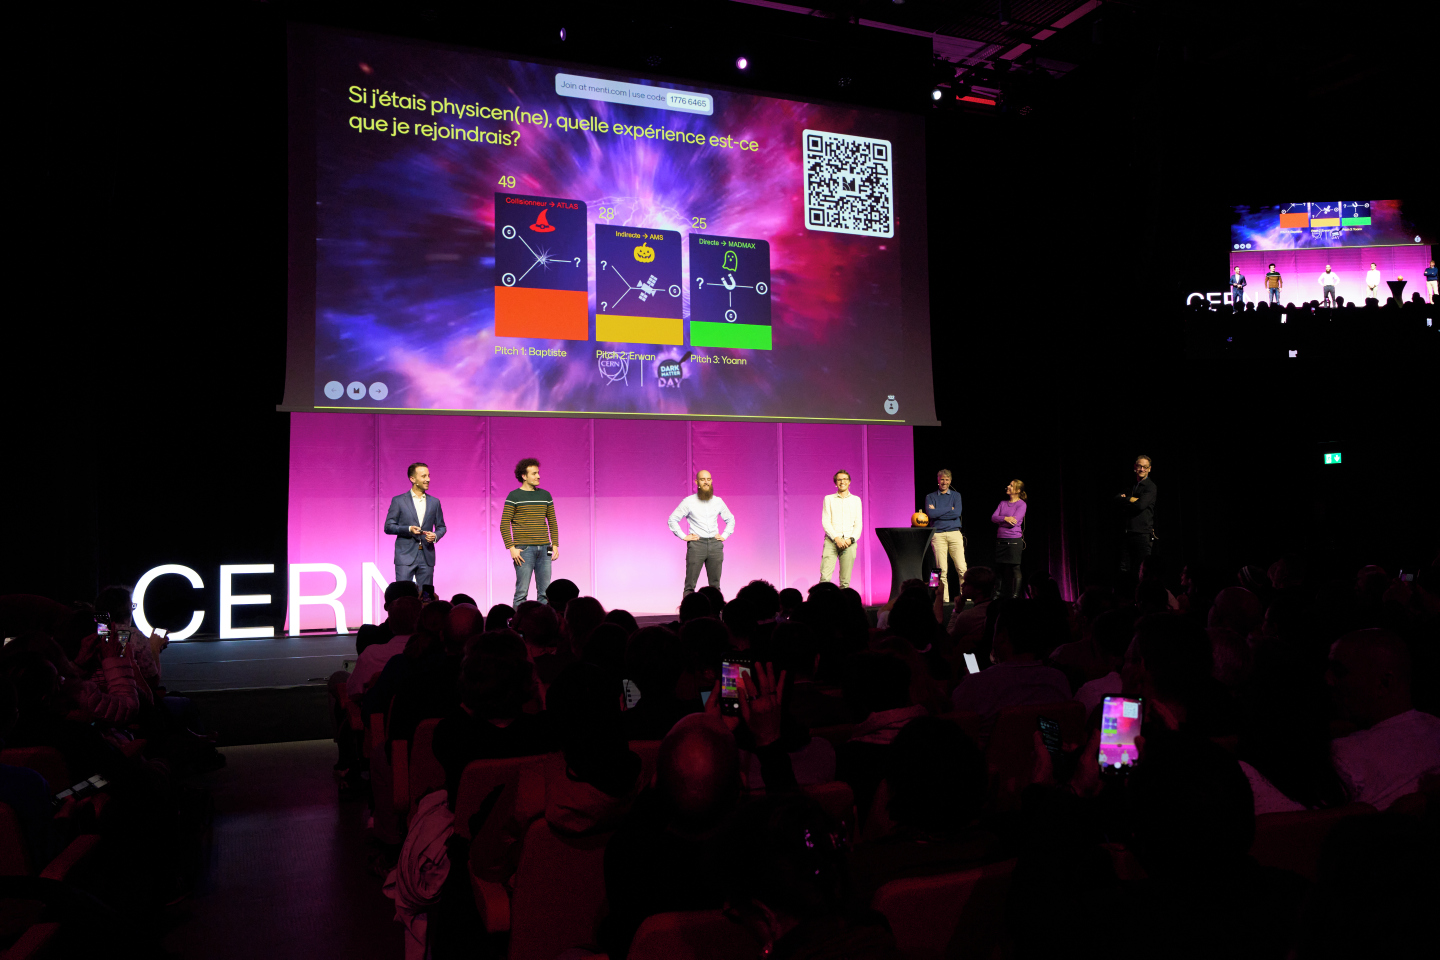 Join at menti.com | use code 1776 6465
Si j'étais physicen(ne), quelle expérience est-ce
que je rejoindrais?
49
28
25
Collisionneur → ATLAS
Indirecte → AMS
Directe → MADMAX
C
?
C
?
C
?
?
C
C
Pitch 1: Baptiste
Pitch 2: Erwan
Pitch 3: Yoann
CERN
DARK
MATTER
DAY
CERN
CER